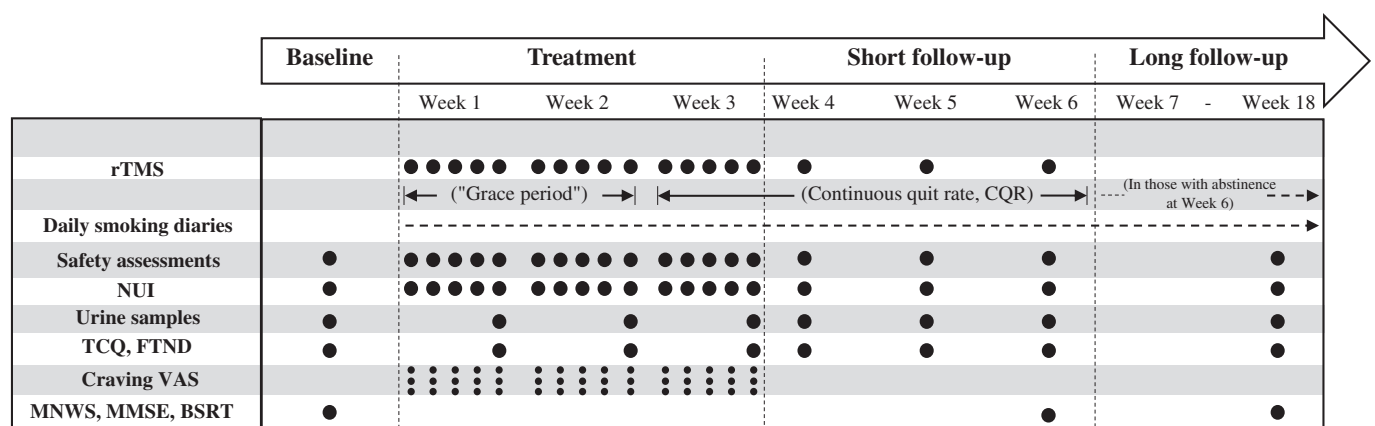 Baseline Treatment Short follow-up Long follow-up
Week 1 Week 2 Week 3 Week 4 Week 5 Week 6 Week 7 - Week 18
rTMS
("Grace period") (Continuous quit rate, CQR) (In those with abstinence
at Week 6)
Daily smoking diaries
Safety assessments
NUI
Urine samples
TCQ, FTND
Craving VAS
MNWS, MMSE, BSRT